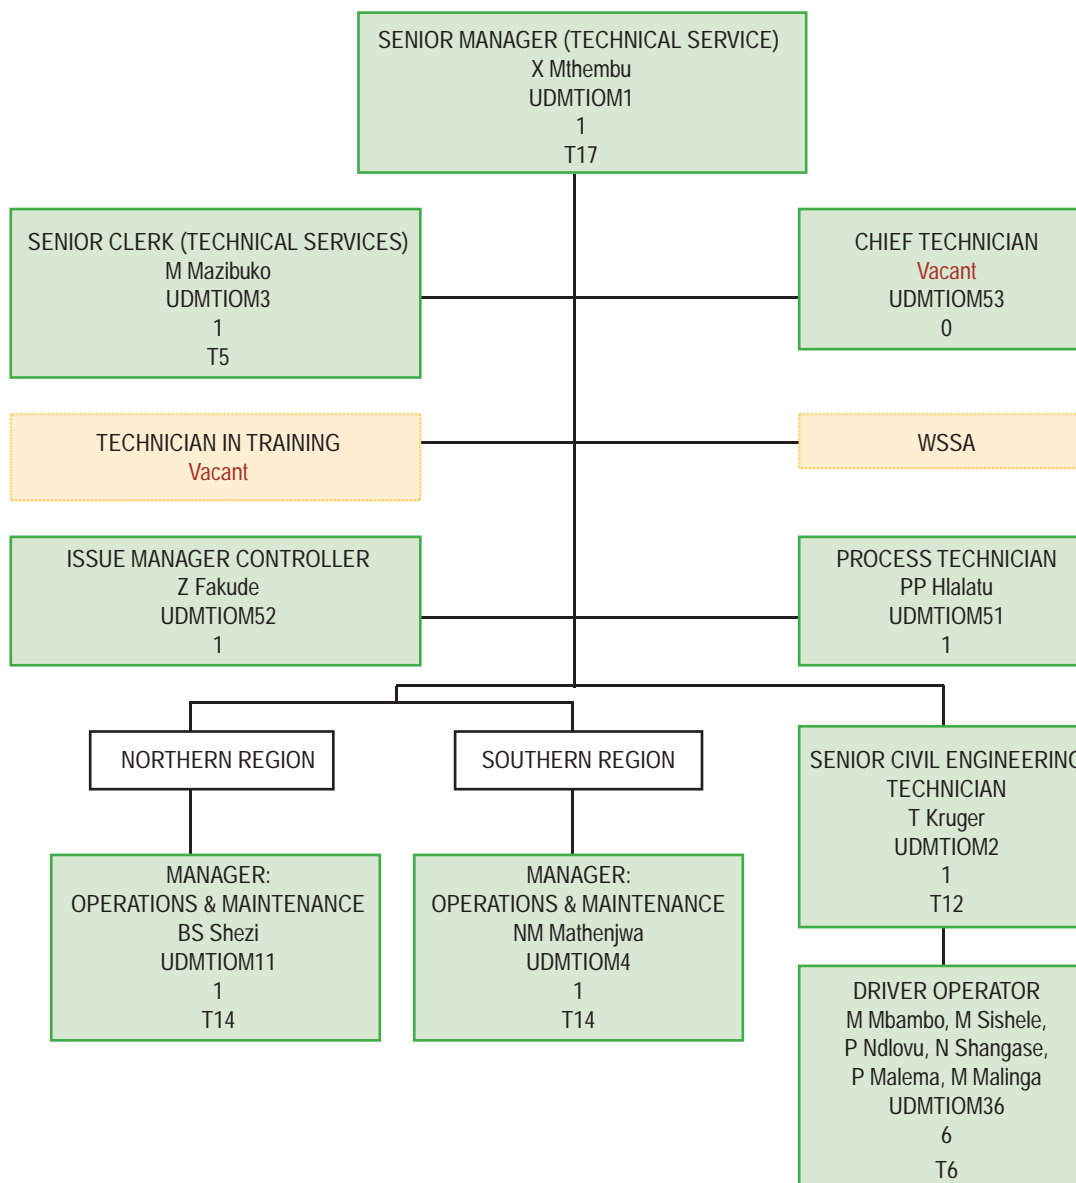 SENIOR MANAGER (TECHNICAL SERVICE)
X Mthembu
UDMTIOM1
1
T17
SENIOR CLERK (TECHNICAL SERVICES)
M Mazibuko
UDMTIOM3
1
T5
CHIEF TECHNICIAN
Vacant
UDMTIOM53
0
TECHNICIAN IN TRAINING
Vacant
WSSA
ISSUE MANAGER CONTROLLER
Z Fakude
UDMTIOM52
1
PROCESS TECHNICIAN
PP Hlalatu
UDMTIOM51
1
NORTHERN REGION
SOUTHERN REGION
SENIOR CIVIL ENGINEERING
TECHNICIAN
T Kruger
UDMTIOM2
1
T12
MANAGER:
OPERATIONS & MAINTENANCE
BS Shezi
UDMTIOM11
1
T14
MANAGER:
OPERATIONS & MAINTENANCE
NM Mathenjwa
UDMTIOM4
1
T14
DRIVER OPERATOR
M Mbambo, M Sishele,
P Ndlovu, N Shangase,
P Malema, M Malinga
UDMTIOM36
6
T6